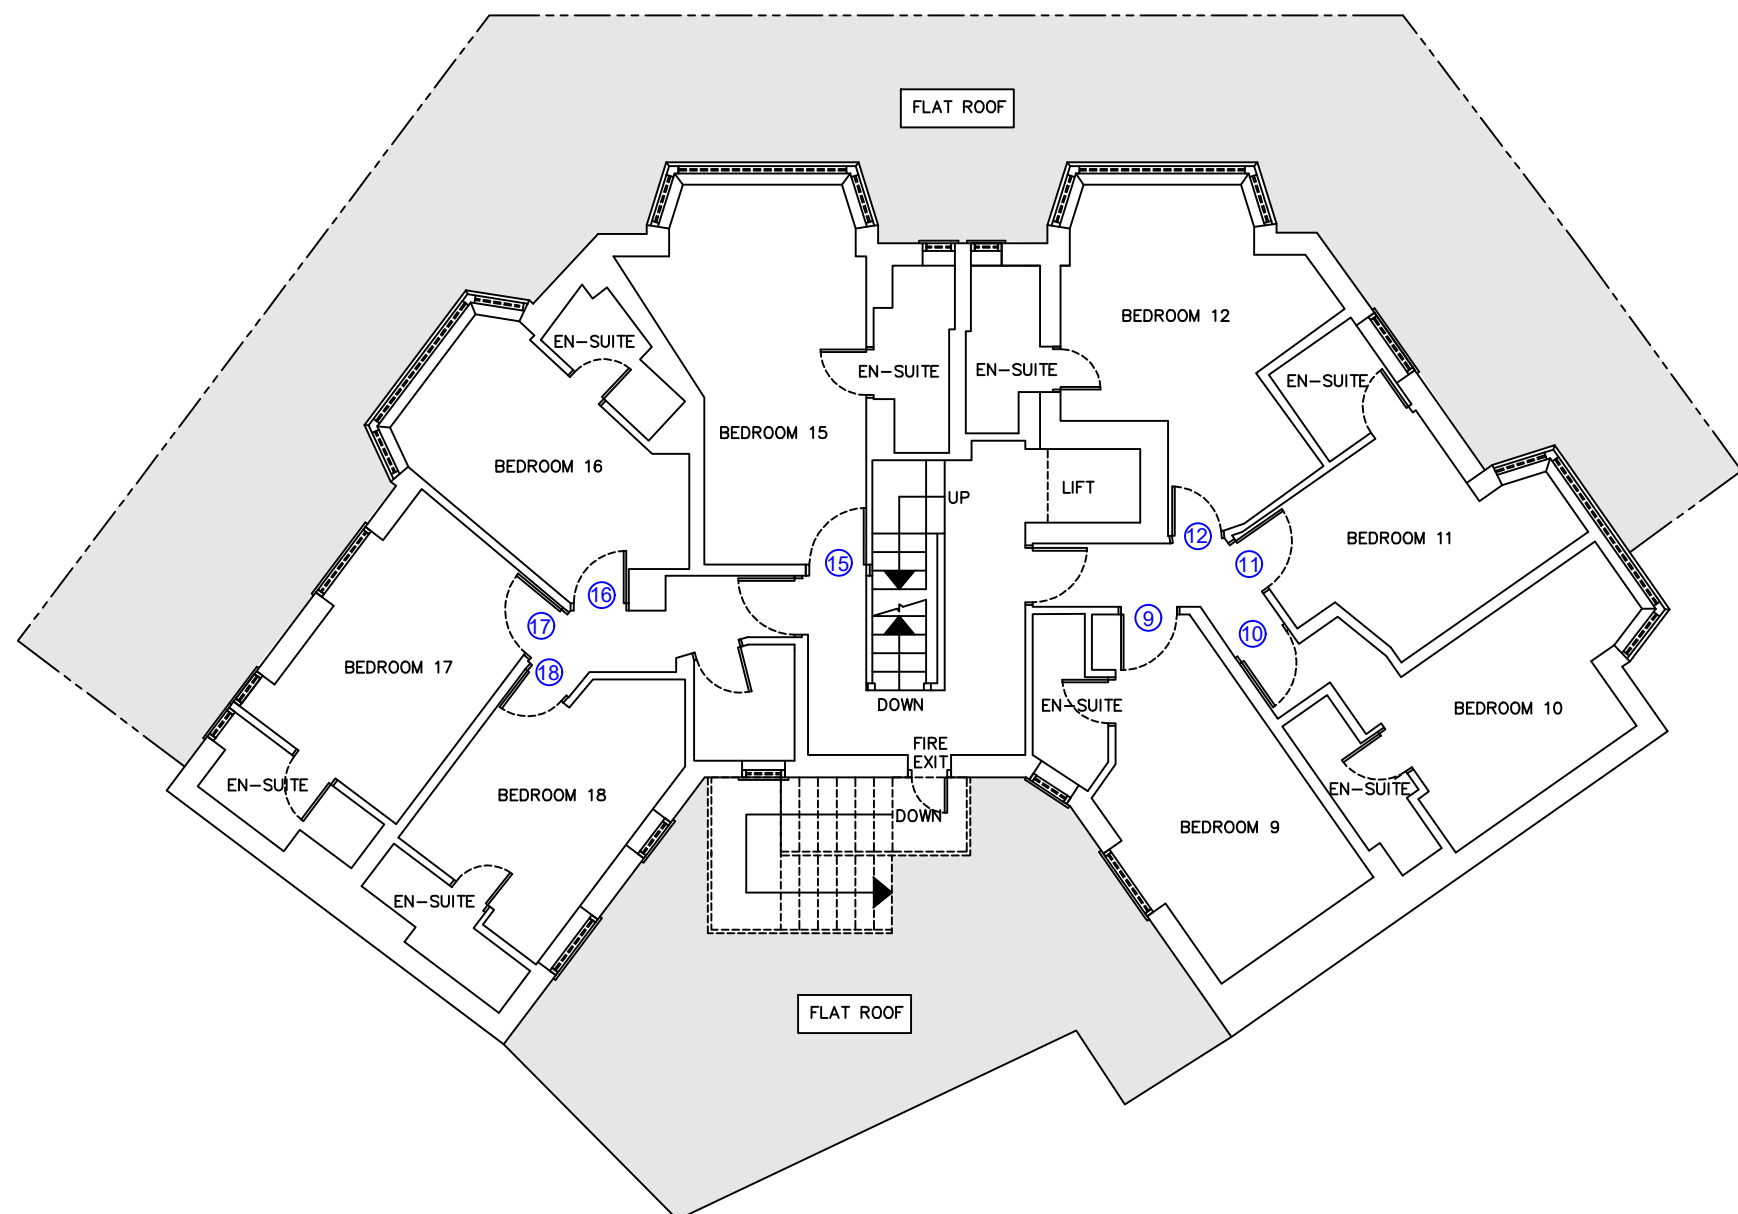 FLAT ROOF
BEDROOM 12
EN-SUITE
EN-SUITE
EN-SUITE
EN-SUITE
BEDROOM 15
BEDROOM 16
UP
LIFT
12
11
BEDROOM 11
15
16
17
9
10
BEDROOM 17
18
DOWN
EN-SUITE
BEDROOM 10
FIRE
EXIT
EN-SUITE
BEDROOM 18
DOWN
EN-SUITE
BEDROOM 9
EN-SUITE
FLAT ROOF